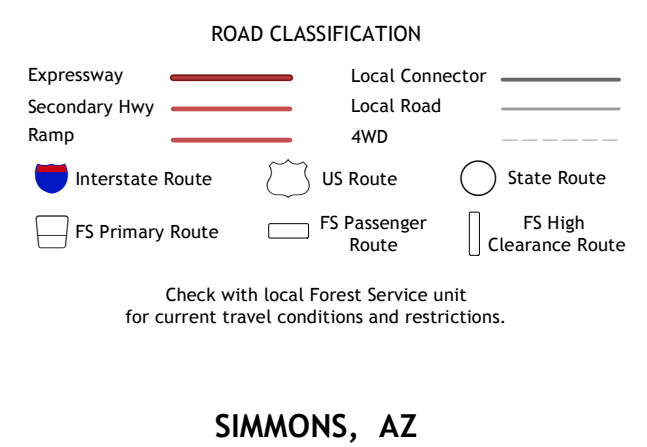 ROAD CLASSIFICATION
Expressway
Local Connector
Secondary Hwy
Local Road
Ramp
4WD
Interstate Route
US Route
State Route
FS Primary Route
FS Passenger
Route
FS High
Clearance Route
Check with local Forest Service unit
for current travel conditions and restrictions.
SIMMONS, AZ